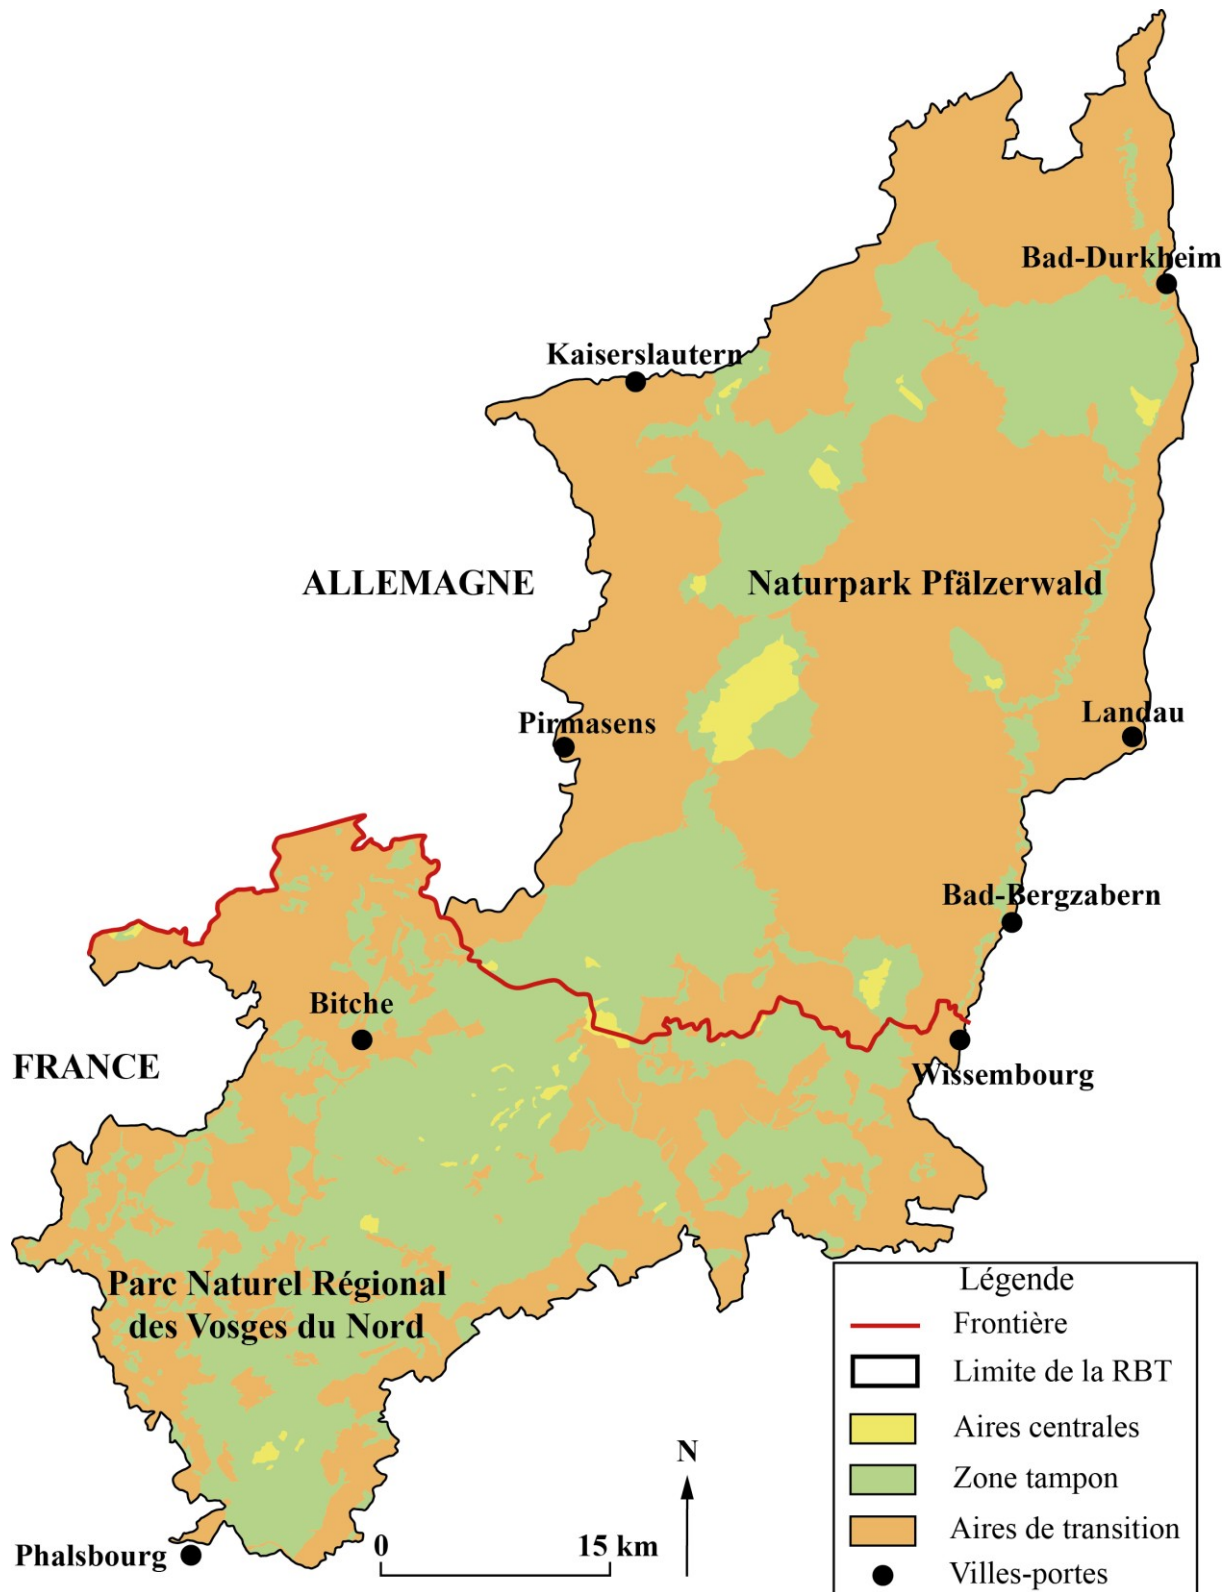 Bad-Durkheim
Kaiserslautern
ALLEMAGNE
Naturpark Pfälzerwald
Pirmasens
Landau
Bad-Bergzabern
Bitche
FRANCE
Wissembourg
Parc Naturel Régional
des Vosges du Nord
Légende
Frontière
Limite de la RBT
Aires centrales
Zone tampon
Aires de transition
Villes-portes
N
0 15 km
Phalsbourg